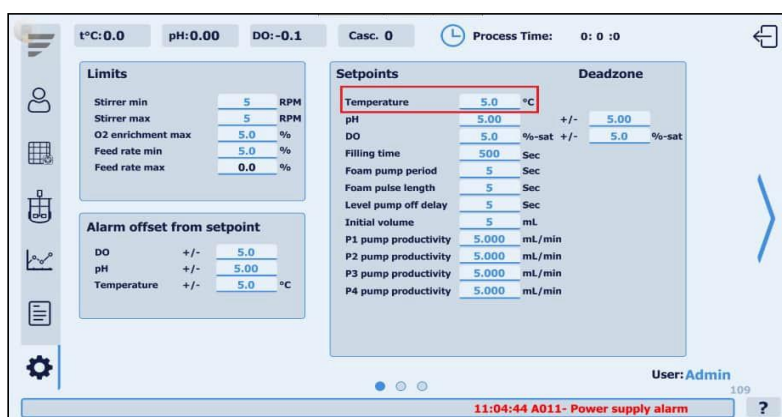 t°C:0.0 pH:0.00 DO:-0.1 Casc. 0 Process Time: 0: 0 :0
Limits
Stirrer min 5 RPM
Stirrer max 5 RPM
O2 enrichment max 5.0 %
Feed rate min 5.0 %
Feed rate max 0.0 %
Alarm offset from setpoint
DO +/- 5.0
pH +/- 5.00
Temperature +/- 5.0 °C
Setpoints Deadzone
Temperature 5.0 °C
pH 5.00 +/- 5.00
DO 5.0 %-sat +/- 5.0 %-sat
Filling time 500 Sec
Foam pump period 5 Sec
Foam pulse length 5 Sec
Level pump off delay 5 Sec
Initial volume 5 mL
P1 pump productivity 5.000 mL/min
P2 pump productivity 5.000 mL/min
P3 pump productivity 5.000 mL/min
P4 pump productivity 5.000 mL/min
User: Admin
109
11:04:44 A011- Power supply alarm ?